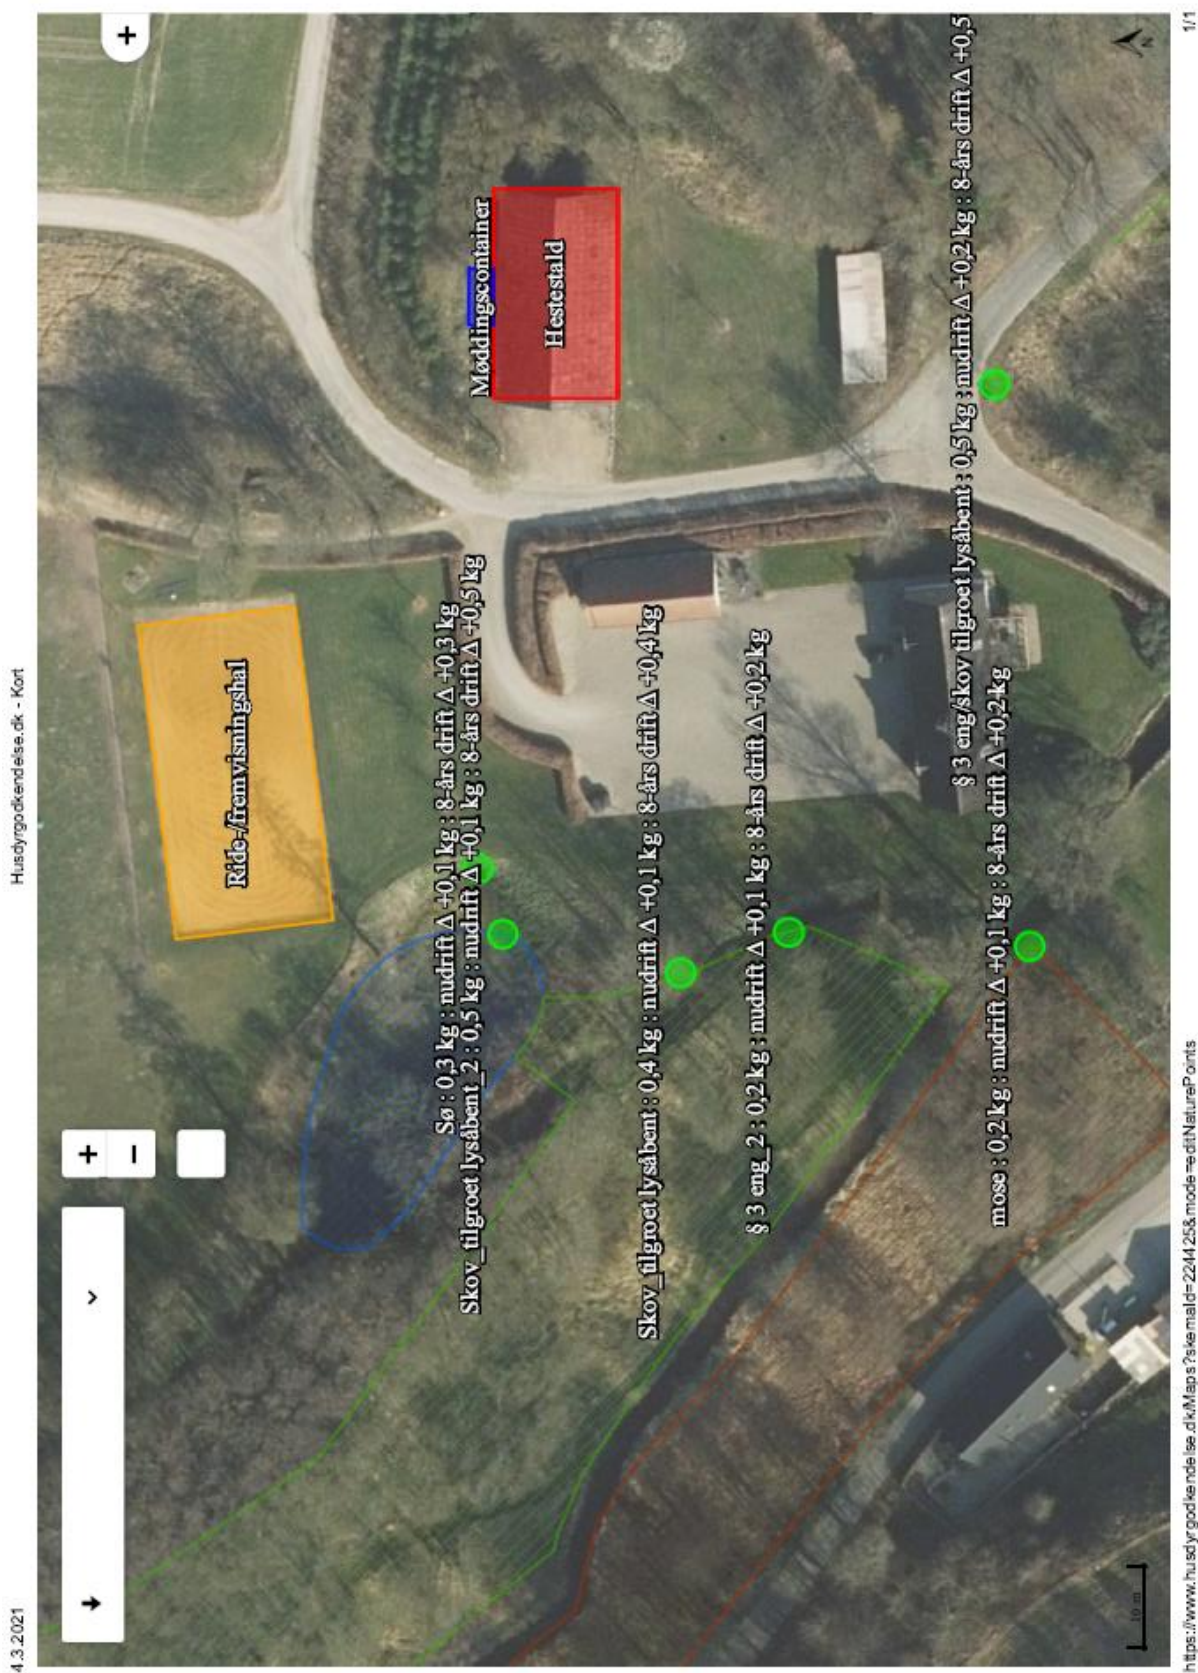 4.3.2021
Husdyrgodkendelse.dk - Kort
+
-
+
Ride-/fremvisningshal
Sø : 0,3 kg : nudrift Δ +0,1 kg : 8-års drift Δ +0,3 kg
Skov_tilgroet lysåbent_2 : 0,5 kg : nudrift Δ +0,1 kg : 8-års drift Δ +0,5 kg
Møddingscontainer
Hestestald
Skov_tilgroet lysåbent : 0,4 kg : nudrift Δ +0,1 kg : 8-års drift Δ +0,4 kg
§ 3 eng_2 : 0,2 kg : nudrift Δ +0,1 kg : 8-års drift Δ +0,2 kg
§ 3 eng/skov tilgroet lysåbent : 0,5 kg : nudrift Δ +0,2 kg : 8-års drift Δ +0,5
mose : 0,2 kg : nudrift Δ +0,1 kg : 8-års drift Δ +0,2 kg
10 m
N
https://www.husdyrgodkendelse.dk/Maps?skemaId=224425&mode=editNaturePoints
1/1